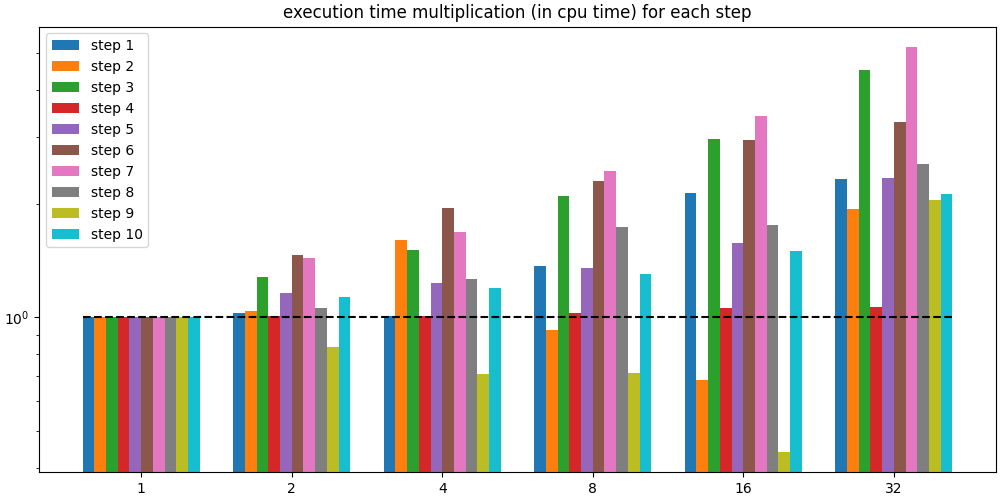 execution time multiplication (in cpu time) for each step
step 1
step 2
step 3
step 4
step 5
step 6
step 7
step 8
step 9
step 10
10⁰
1 2 4 8 16 32